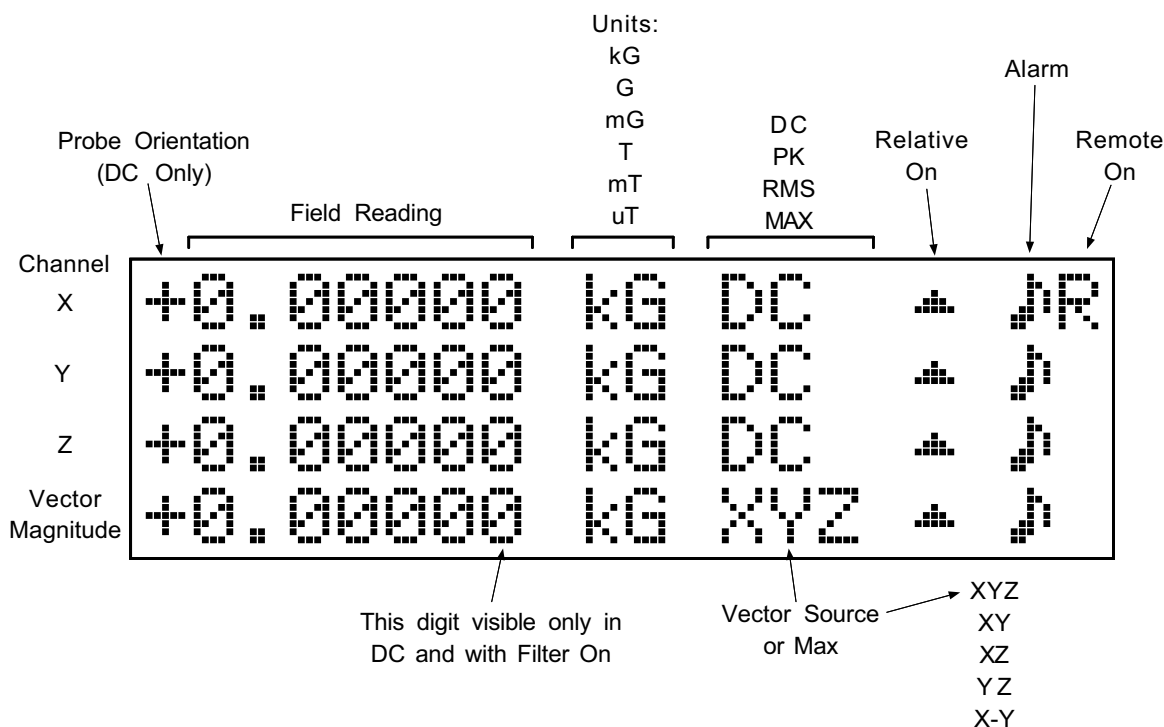 Units:
kG
G
mG
T
mT
uT
DC
PK
RMS
MAX
Alarm
Relative
On
Remote
On
Probe Orientation
(DC Only)
Field Reading
Channel
X
+0.00000 kG DC ♪R
Y
+0.00000 kG DC ♪
Z
+0.00000 kG DC ♪
Vector
Magnitude
+0.00000 kG XYZ ♪
This digit visible only in
DC and with Filter On
Vector Source
or Max
XYZ
XY
XZ
YZ
X-Y